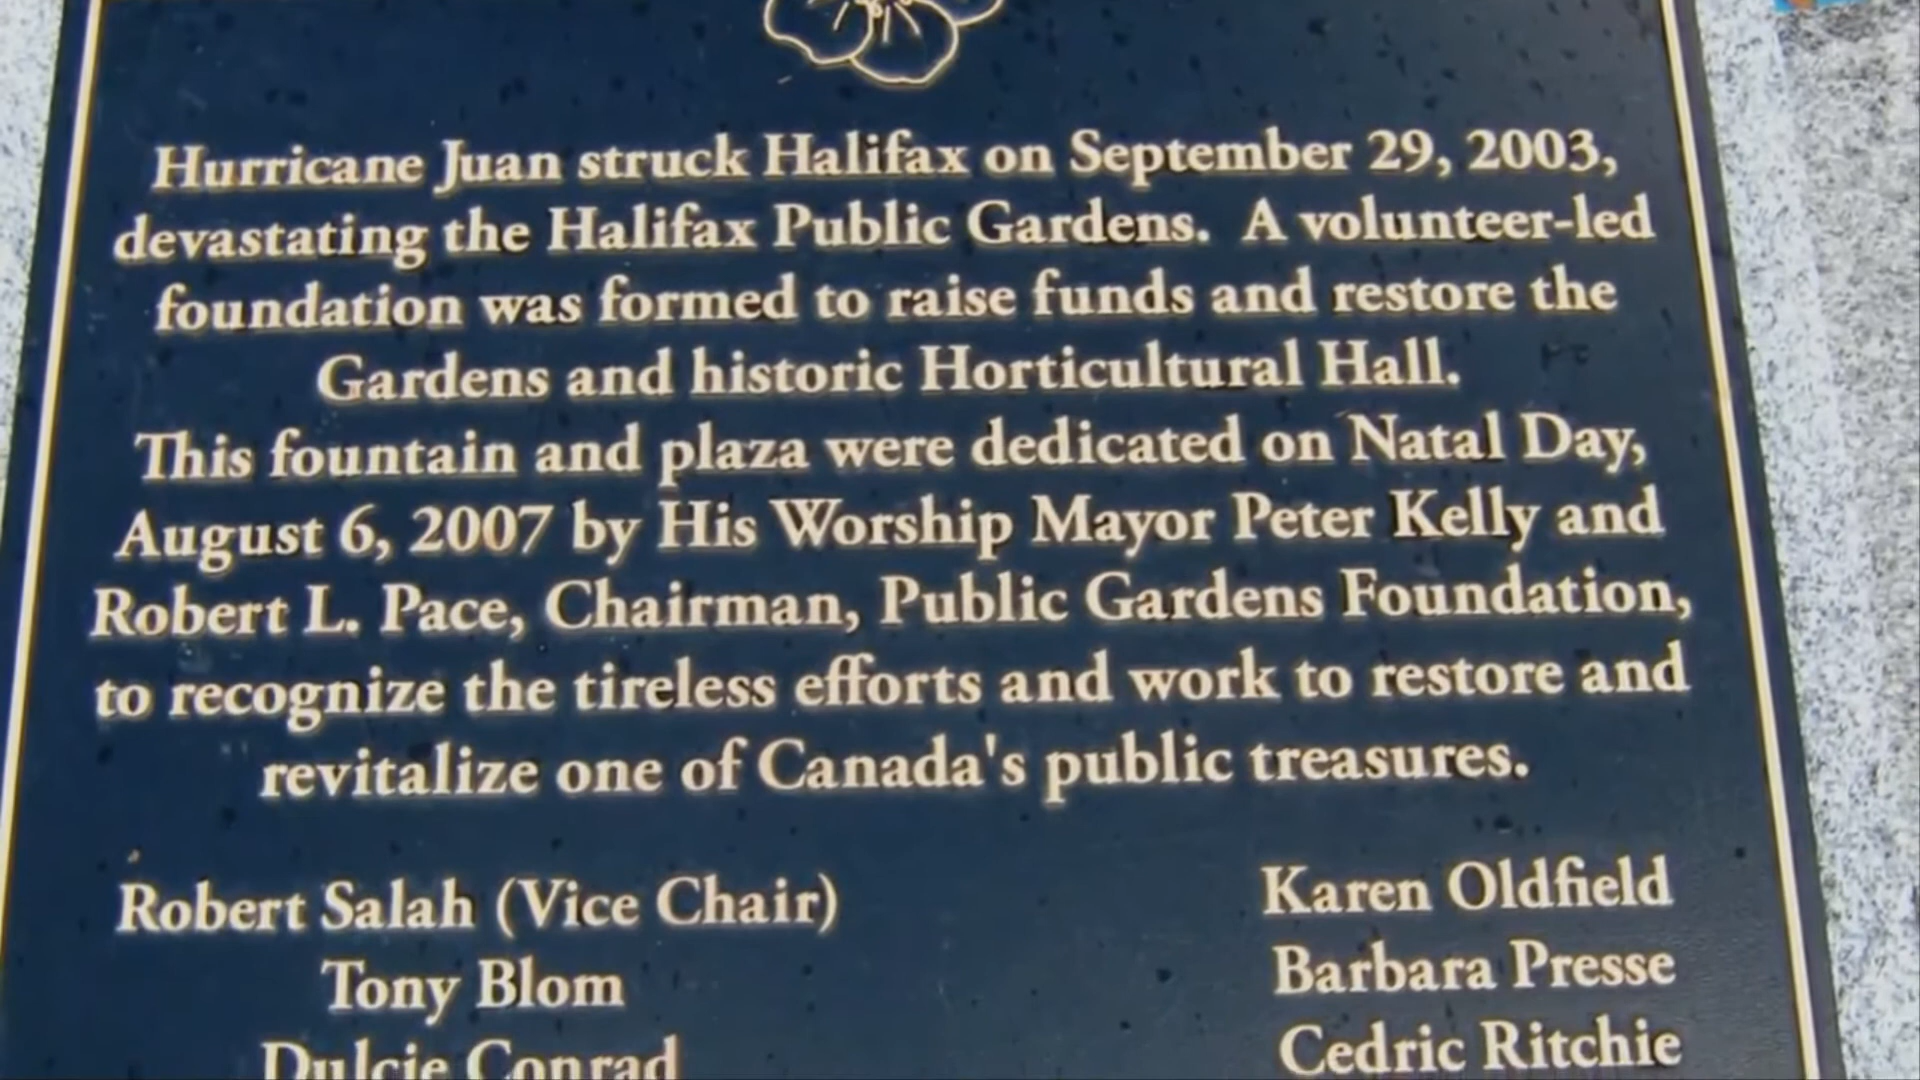 Hurricane Juan struck Halifax on September 29, 2003,
devastating the Halifax Public Gardens. A volunteer-led
foundation was formed to raise funds and restore the
Gardens and historic Horticultural Hall.
This fountain and plaza were dedicated on Natal Day,
August 6, 2007 by His Worship Mayor Peter Kelly and
Robert L. Pace, Chairman, Public Gardens Foundation,
to recognize the tireless efforts and work to restore and
revitalize one of Canada's public treasures.
Robert Salah (Vice Chair)
Tony Blom
Dulcie Conrad
Karen Oldfield
Barbara Presse
Cedric Ritchie